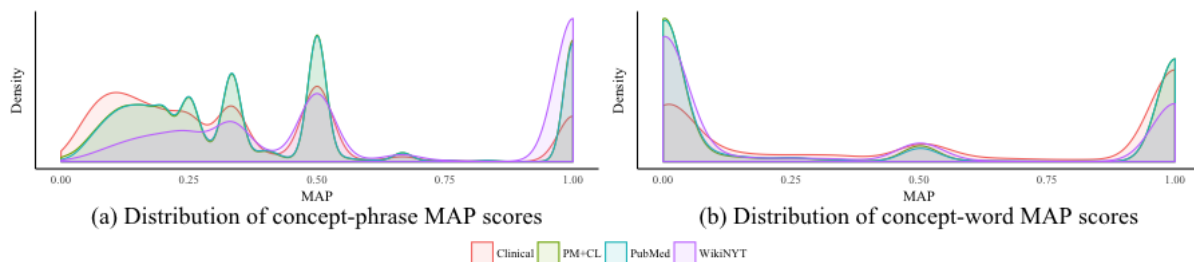 Density
0.00 0.25 0.50 0.75 1.00
MAP
(a) Distribution of concept-phrase MAP scores
Density
0.00 0.25 0.50 0.75 1.00
MAP
(b) Distribution of concept-word MAP scores
Clinical PM+CL PubMed WikiNYT